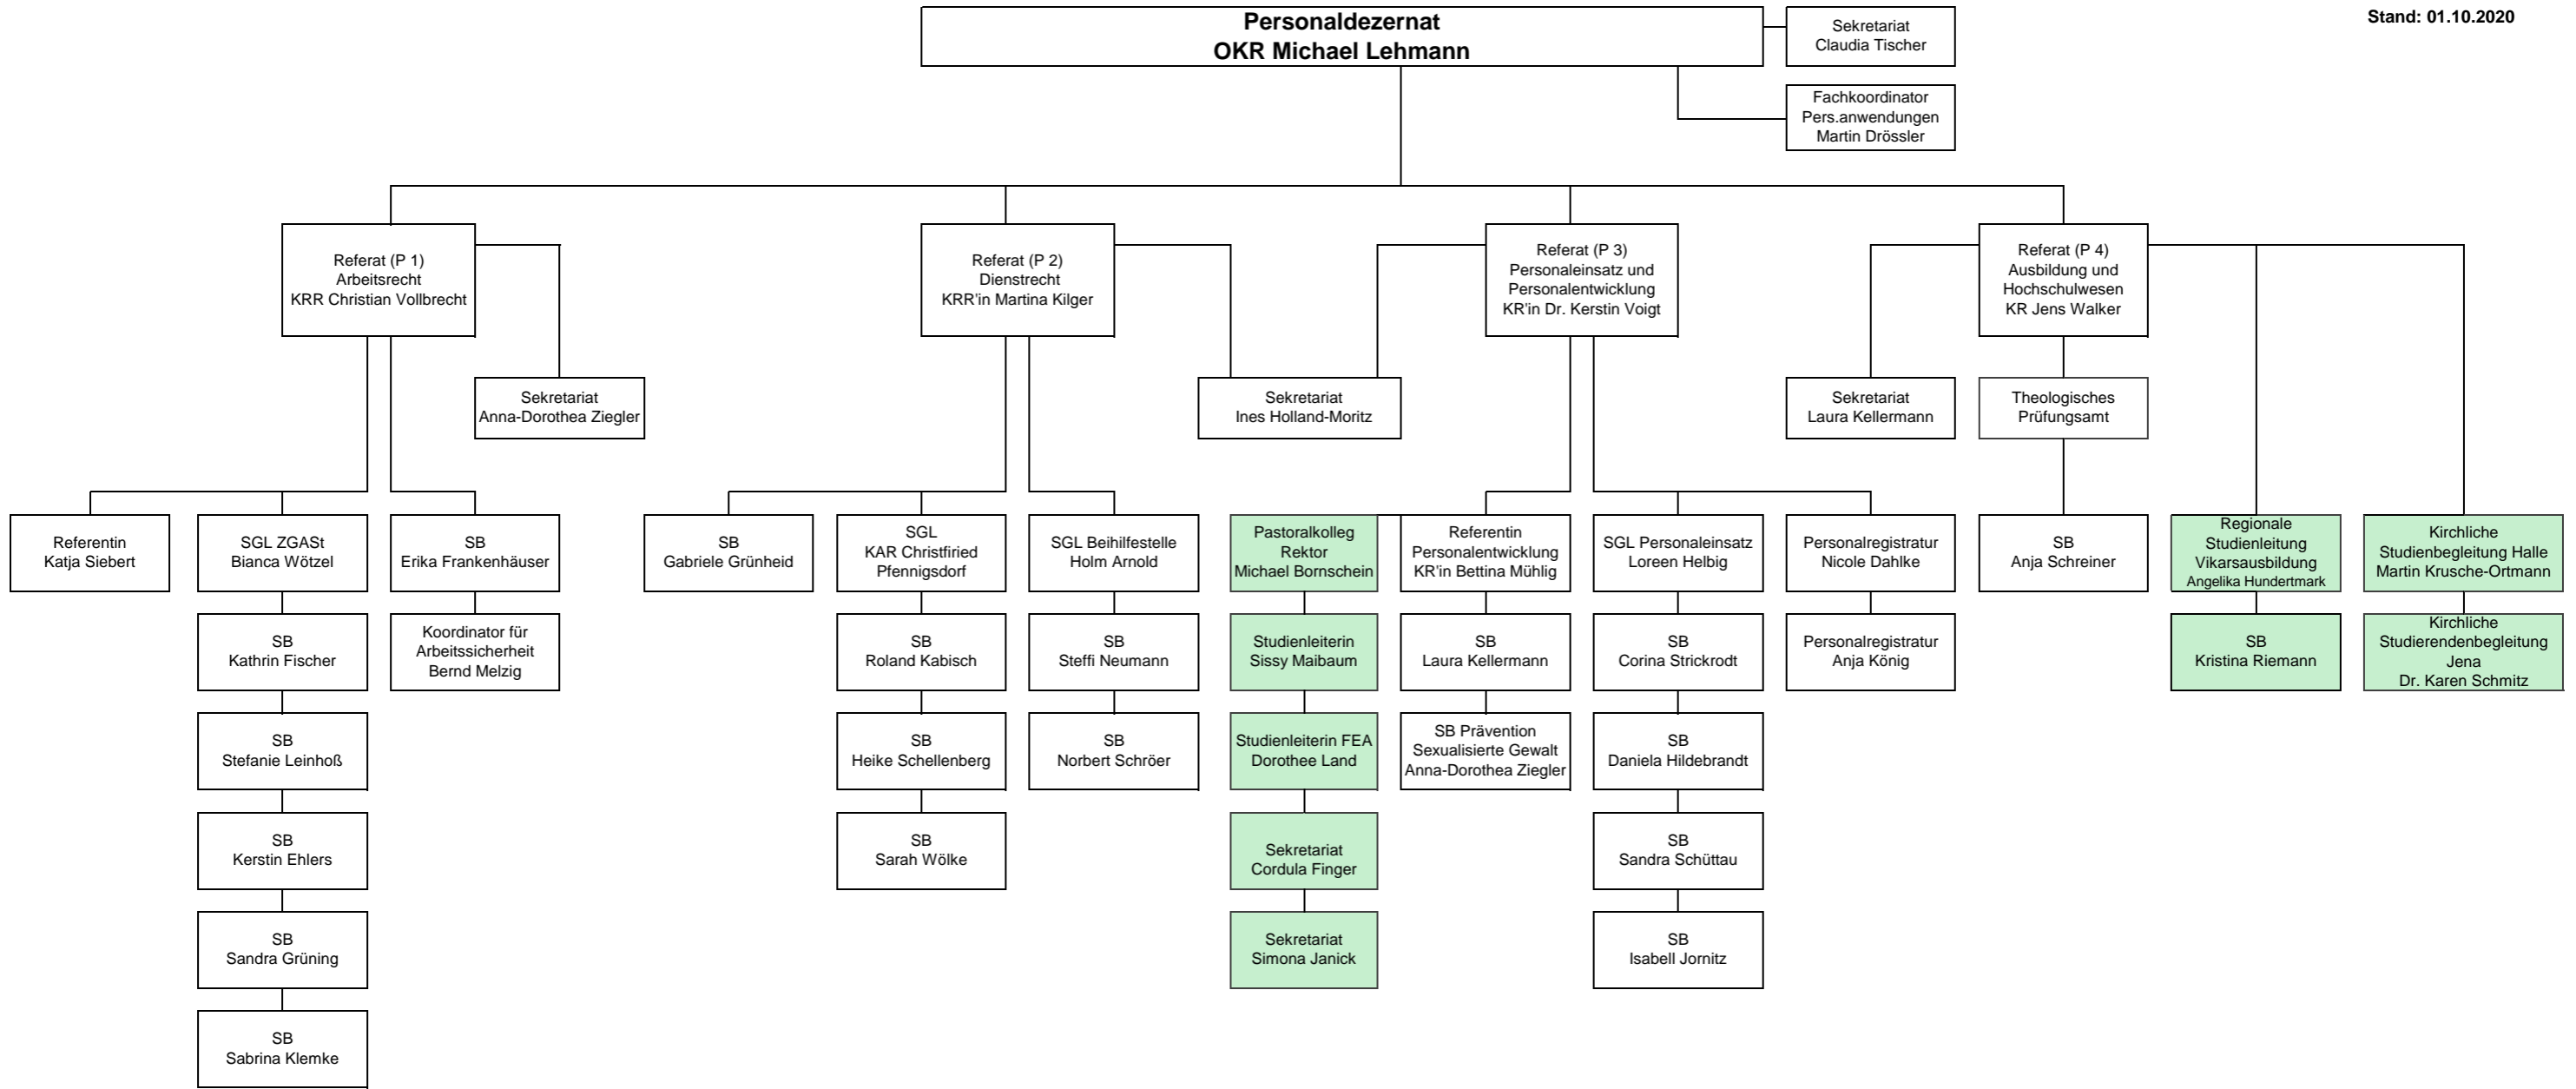 Personaldezernat
OKR Michael Lehmann
Sekretariat
Claudia Tischer
Stand: 01.10.2020
Fachkoordinator
Pers.anwendungen
Martin Drössler
Referat (P 1)
Arbeitsrecht
KRR Christian Vollbrecht
Referat (P 2)
Dienstrecht
KRR'in Martina Kilger
Referat (P 3)
Personaleinsatz und
Personalentwicklung
KR'in Dr. Kerstin Voigt
Referat (P 4)
Ausbildung und
Hochschulwesen
KR Jens Walker
Sekretariat
Anna-Dorothea Ziegler
Sekretariat
Ines Holland-Moritz
Sekretariat
Laura Kellermann
Theologisches
Prüfungsamt
Referentin
Katja Siebert
SGL ZGASt
Bianca Wötzel
SB
Erika Frankenhäuser
SB
Gabriele Grünheid
SGL
KAR Christfiried
Pfennigsdorf
SGL Beihilfestelle
Holm Arnold
Pastoralkolleg
Rektor
Michael Bornschein
Referentin
Personalentwicklung
KR'in Bettina Mühlig
SGL Personaleinsatz
Loreen Helbig
Personalregistratur
Nicole Dahlke
SB
Anja Schreiner
Regionale
Studienleitung
Vikarsausbildung
Angelika Hundertmark
Kirchliche
Studienbegleitung Halle
Martin Krusche-Ortmann
SB
Kathrin Fischer
Koordinator für
Arbeitssicherheit
Bernd Melzig
SB
Roland Kabisch
SB
Steffi Neumann
Studienleiterin
Sissy Maibaum
SB
Laura Kellermann
SB
Corina Strickrodt
Personalregistratur
Anja König
SB
Kristina Riemann
Kirchliche
Studierendenbegleitung
Jena
Dr. Karen Schmitz
SB
Stefanie Leinhoß
SB
Heike Schellenberg
SB
Norbert Schröer
Studienleiterin FEA
Dorothee Land
SB Prävention
Sexualisierte Gewalt
Anna-Dorothea Ziegler
SB
Daniela Hildebrandt
SB
Kerstin Ehlers
SB
Sarah Wölke
Sekretariat
Cordula Finger
SB
Sandra Schüttau
SB
Sandra Grüning
Sekretariat
Simona Janick
SB
Isabell Jornitz
SB
Sabrina Klemke